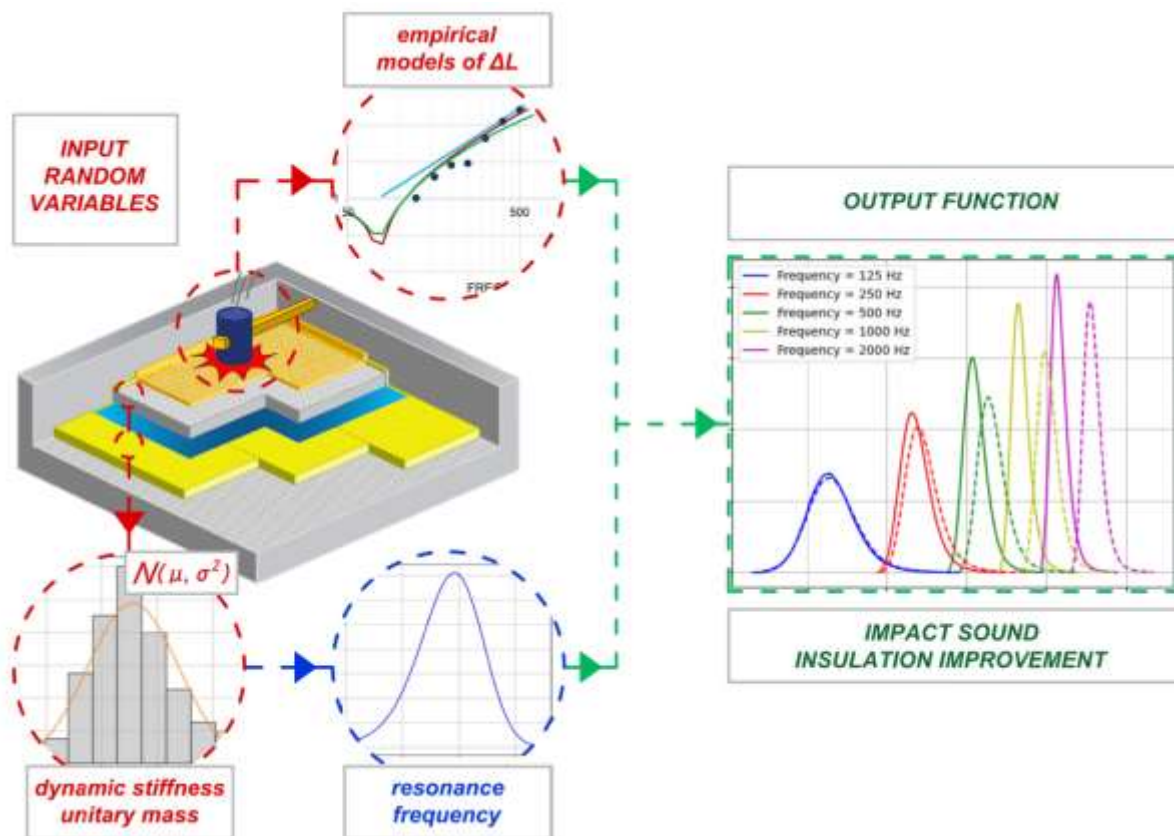 empirical
models of ΔL
INPUT
RANDOM
VARIABLES
500
OUTPUT FUNCTION
Frequency = 125 Hz
Frequency = 250 Hz
Frequency = 500 Hz
Frequency = 1000 Hz
Frequency = 2000 Hz
N(μ, σ²)
IMPACT SOUND
INSULATION IMPROVEMENT
dynamic stiffness
unitary mass
resonance
frequency